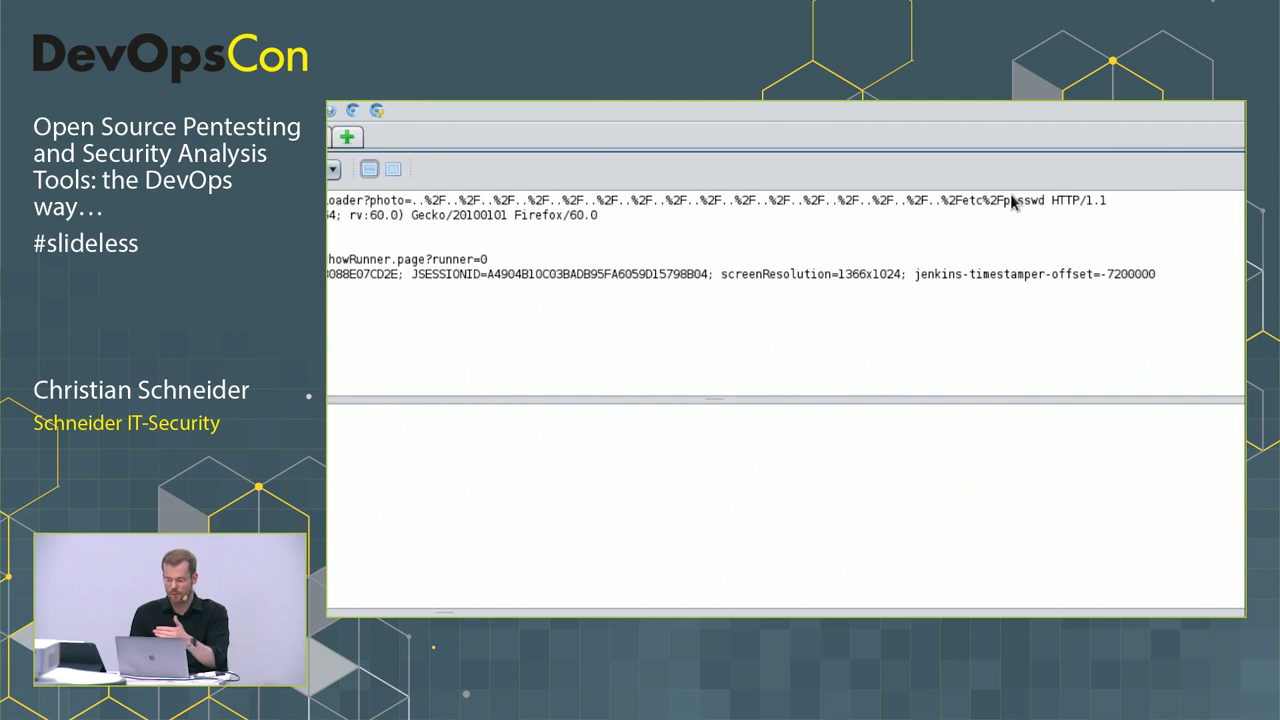 DevOpsCon
Open Source Pentesting
and Security Analysis
Tools: the DevOps
way…
#slideless
oader?photo=..%2F..%2F..%2F..%2F..%2F..%2F..%2F..%2F..%2F..%2F..%2F..%2F..%2F..%2F..%2F..%2Fetc%2Fpasswd HTTP/1.1
64; rv:60.0) Gecko/20100101 Firefox/60.0
howRunner.page?runner=0
8088E07CD2E; JSESSIONID=A4904B10C03BADB95FA6059D15798B04; screenResolution=1366x1024; jenkins-timestamper-offset=-7200000
Christian Schneider
Schneider IT-Security